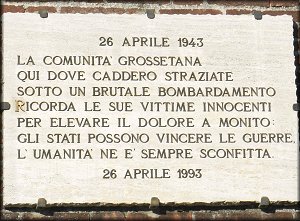 26 APRILE 1943
LA COMUNITA' GROSSETANA
QUI DOVE CADDERO STRAZIATE
SOTTO UN BRUTALE BOMBARDAMENTO
RICORDA LE SUE VITTIME INNOCENTI
PER ELEVARE IL DOLORE A MONITO:
GLI STATI POSSONO VINCERE LE GUERRE,
L' UMANITA' NE E' SEMPRE SCONFITTA.
26 APRILE 1993